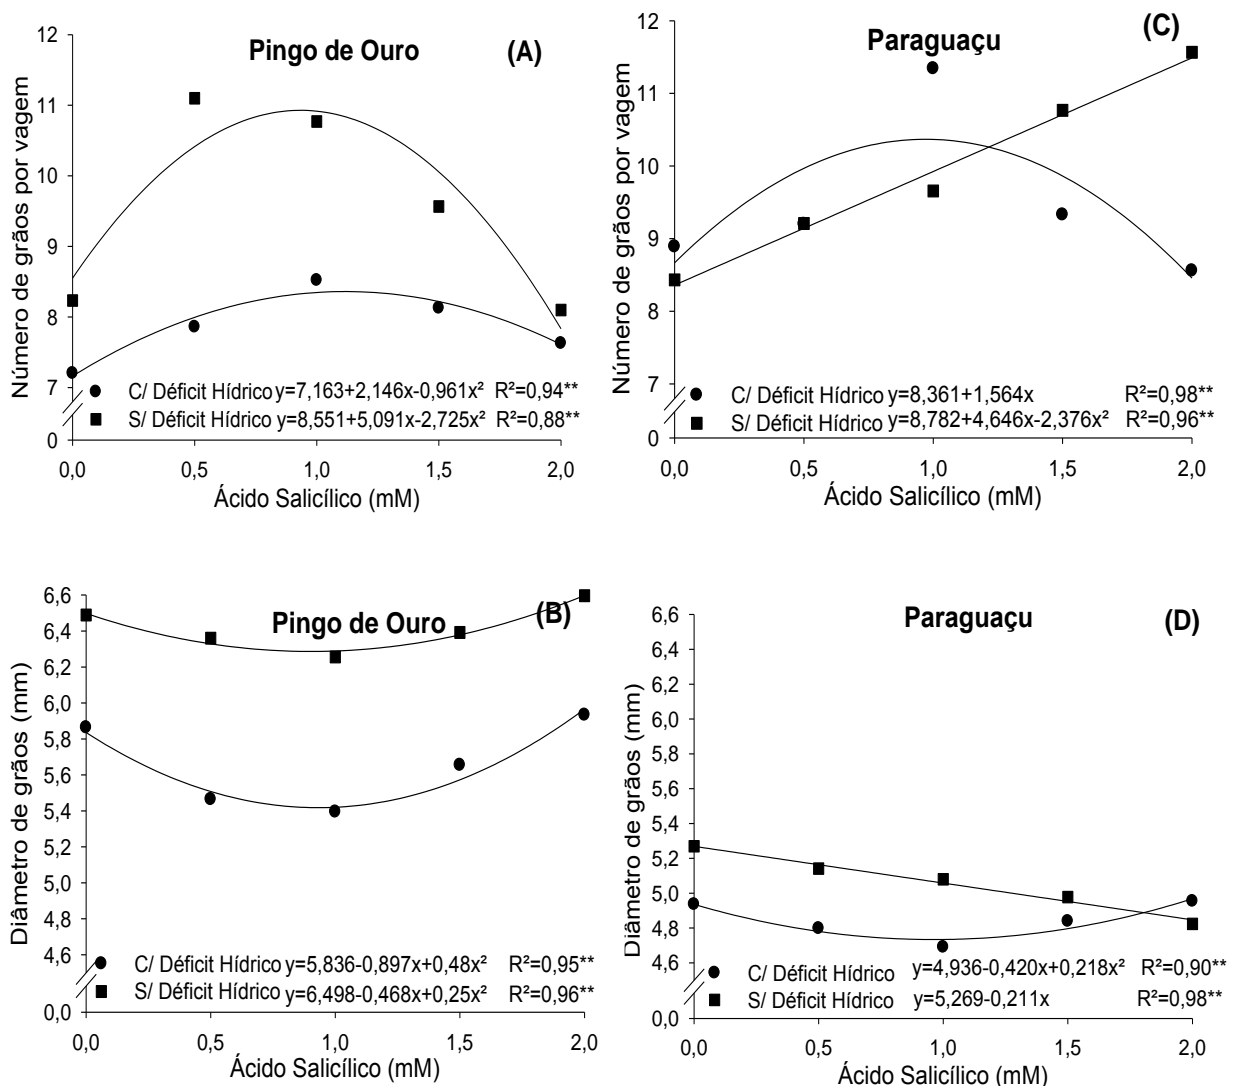 Pingo de Ouro (A)
Número de grãos por vagem
12
11
10
9
8
7
0
C/ Déficit Hídrico y=7,163+2,146x-0,961x² R²=0,94**
S/ Déficit Hídrico y=8,551+5,091x-2,725x² R²=0,88**
0,0 0,5 1,0 1,5 2,0
Ácido Salicílico (mM)
Paraguaçu (C)
Número de grãos por vagem
12
11
10
9
8
7
0
C/ Déficit Hídrico y=8,361+1,564x R²=0,98**
S/ Déficit Hídrico y=8,782+4,646x-2,376x² R²=0,96**
0,0 0,5 1,0 1,5 2,0
Ácido Salicílico (mM)
Pingo de Ouro (B)
Diâmetro de grãos (mm)
6,6
6,4
6,2
6,0
5,8
5,6
5,4
5,2
5,0
4,8
4,6
0,0
C/ Déficit Hídrico y=5,836-0,897x+0,48x² R²=0,95**
S/ Déficit Hídrico y=6,498-0,468x+0,25x² R²=0,96**
0,0 0,5 1,0 1,5 2,0
Ácido Salicílico (mM)
Paraguaçu (D)
Diâmetro de grãos (mm)
6,6
6,4
6,2
6,0
5,8
5,6
5,4
5,2
5,0
4,8
4,6
0,0
C/ Déficit Hídrico y=4,936-0,420x+0,218x² R²=0,90**
S/ Déficit Hídrico y=5,269-0,211x R²=0,98**
0,0 0,5 1,0 1,5 2,0
Ácido Salicílico (mM)